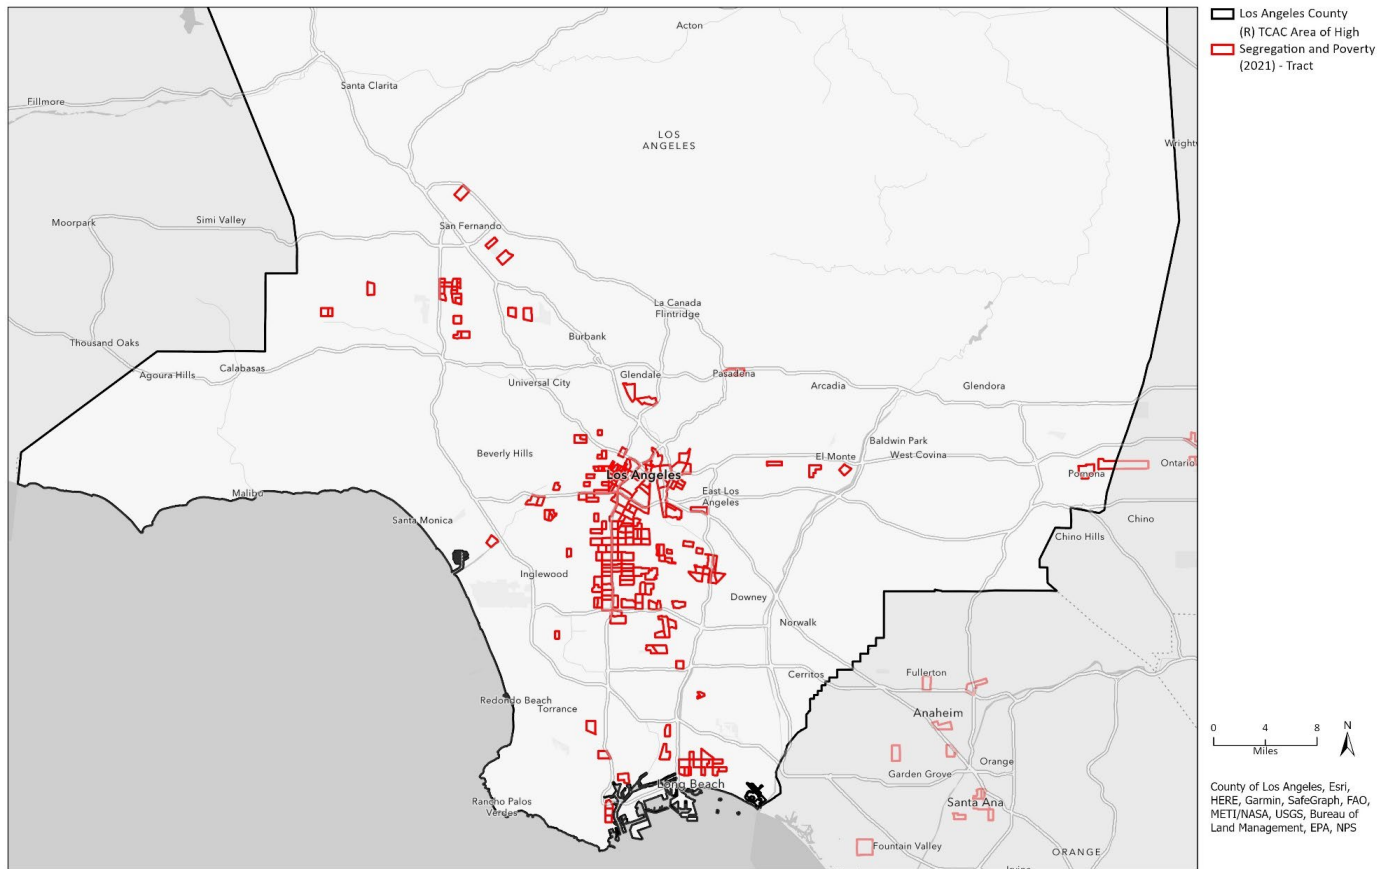 Acton
Santa Clarita
Fillmore
LOS
ANGELES
Wrightw
Moorpark
Simi Valley
San Fernando
La Canada
Flintridge
Burbank
Thousand Oaks
Agoura Hills
Calabasas
Universal City
Glendale
Pasadena
Arcadia
Glendora
Beverly Hills
Baldwin Park
El Monte
West Covina
Los Angeles
Pomona
Ontario
Malibu
East Los
Angeles
Santa Monica
Chino
Chino Hills
Inglewood
Downey
Norwalk
Cerritos
Fullerton
Redondo Beach
Torrance
Anaheim
Orange
Garden Grove
Long Beach
Rancho Palos
Verdes
Santa Ana
Fountain Valley
ORANGE
Los Angeles County
(R) TCAC Area of High
Segregation and Poverty
(2021) - Tract
0 4 8
Miles
N
County of Los Angeles, Esri,
HERE, Garmin, SafeGraph, FAO,
METI/NASA, USGS, Bureau of
Land Management, EPA, NPS